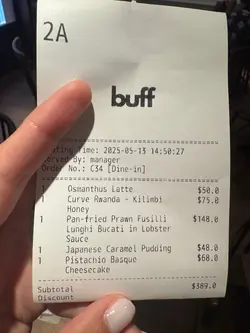 2A
buff
ting Time: 2025-05-13 14:50:27
ved By: manager
Order No.: C34 [Dine-in]
1 Osmanthus Latte $50.0
1 Curve Rwanda - Kilimbi $75.0
Honey
1 Pan-fried Prawn Fusilli $148.0
Lunghi Bucati in Lobster
Sauce
1 Japanese Caramel Pudding $48.0
1 Pistachio Basque $68.0
Cheesecake
Subtotal $389.0
Discount